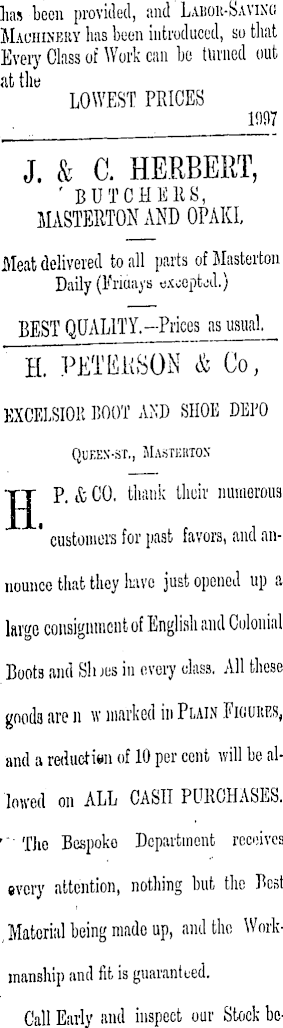 has been provided, and LABOR-SAVING
MACHINERY has been introduced, so that
Every Class of Work can be turned out
at the
LOWEST PRICES
1997
J. & C. HERBERT,
BUTCHERS,
MASTERTON AND OPAKI,
Meat delivered to all parts of Masterton
Daily (Fridays excepted.)
BEST QUALITY.—Prices as usual.
H. PETERSON & Co,
EXCELSIOR BOOT AND SHOE DEPO
QUEEN-ST., MASTERTON
H. P. & CO. thank their numerous
customers for past favors, and an-
nounce that they have just opened up a
large consignment of English and Colonial
Boots and Shoes in every class. All these
goods are n w marked in PLAIN FIGURES,
and a reduction of 10 per cent will be al-
lowed on ALL CASH PURCHASES.
The Bespoke Department receives
every attention, nothing but the Best
Material being made up, and the Work-
manship and fit is guaranteed.
Call Early and inspect our Stock be-